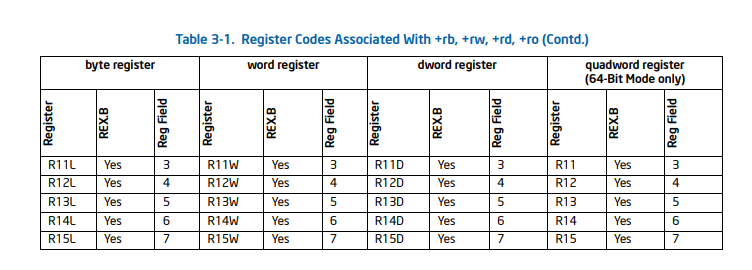 Table 3-1. Register Codes Associated With +rb, +rw, +rd, +ro (Contd.)
byte register word register dword register quadword register
(64-Bit Mode only)
Register REX.B Reg Field Register REX.B Reg Field Register REX.B Reg Field Register REX.B Reg Field
R11L Yes 3 R11W Yes 3 R11D Yes 3 R11 Yes 3
R12L Yes 4 R12W Yes 4 R12D Yes 4 R12 Yes 4
R13L Yes 5 R13W Yes 5 R13D Yes 5 R13 Yes 5
R14L Yes 6 R14W Yes 6 R14D Yes 6 R14 Yes 6
R15L Yes 7 R15W Yes 7 R15D Yes 7 R15 Yes 7